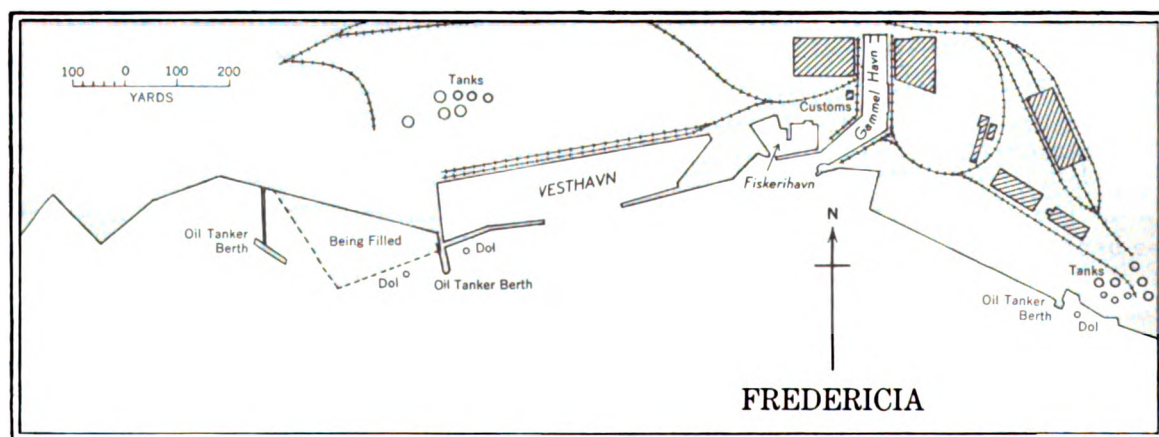 100 0 100 200
YARDS
Tanks
Customs
Gammel Havn
Fiskerihavn
VESTHAVN
Oil Tanker
Berth
Being Filled
Dol
Dol
Oil Tanker Berth
N
Tanks
Oil Tanker
Berth
Dol
FREDERICIA